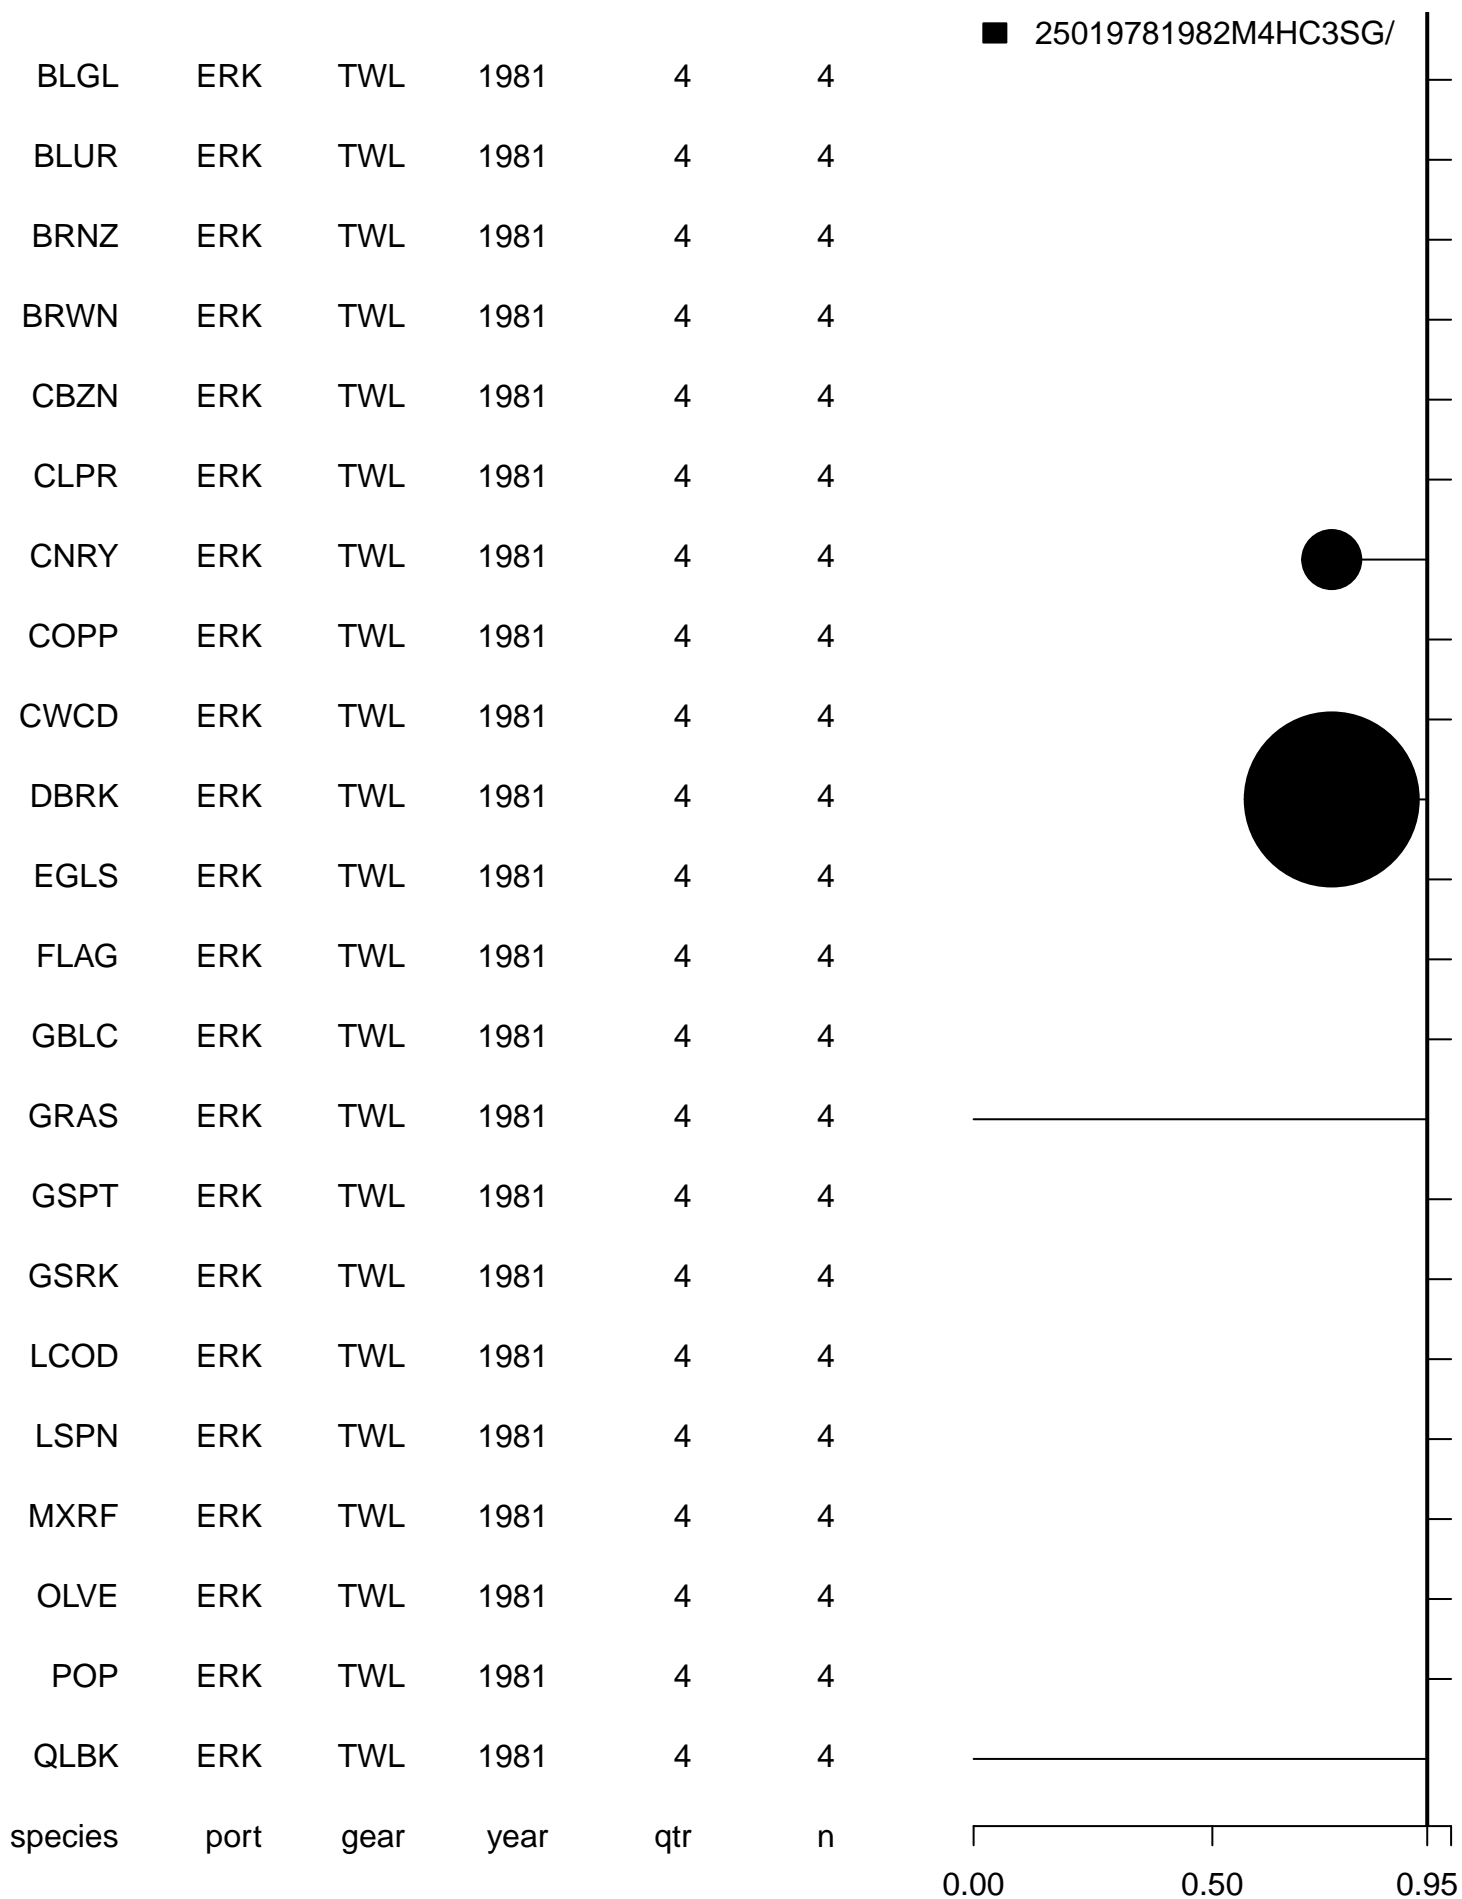 25019781982M4HC3SG/
BLGL ERK TWL 1981 4 4
BLUR ERK TWL 1981 4 4
BRNZ ERK TWL 1981 4 4
BRWN ERK TWL 1981 4 4
CBZN ERK TWL 1981 4 4
CLPR ERK TWL 1981 4 4
CNRY ERK TWL 1981 4 4
COPP ERK TWL 1981 4 4
CWCD ERK TWL 1981 4 4
DBRK ERK TWL 1981 4 4
EGLS ERK TWL 1981 4 4
FLAG ERK TWL 1981 4 4
GBLC ERK TWL 1981 4 4
GRAS ERK TWL 1981 4 4
GSPT ERK TWL 1981 4 4
GSRK ERK TWL 1981 4 4
LCOD ERK TWL 1981 4 4
LSPN ERK TWL 1981 4 4
MXRF ERK TWL 1981 4 4
OLVE ERK TWL 1981 4 4
POP ERK TWL 1981 4 4
QLBK ERK TWL 1981 4 4
species port gear year qtr n
0.00 0.50 0.95